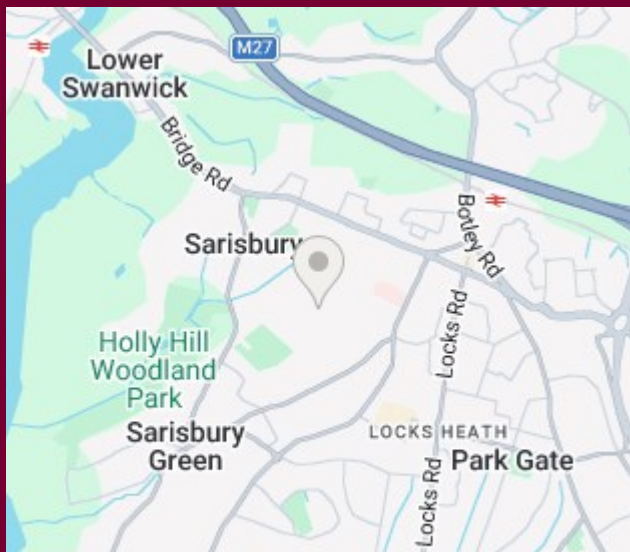 Lower
Swanwick
M27
Bridge Rd
Botley Rd
Sarisbury
Locks Rd
Holly Hill
Woodland
Park
Sarisbury
Green
LOCKS HEATH
Park Gate
Locks Rd